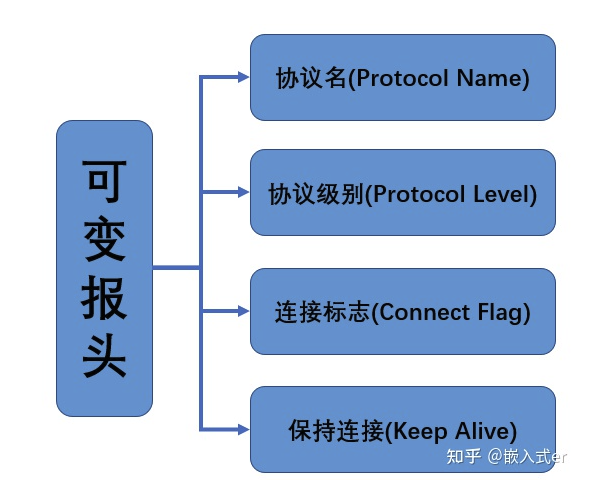 可变报头
协议名(Protocol Name)
协议级别(Protocol Level)
连接标志(Connect Flag)
保持连接(Keep Alive)
知乎 @嵌入式er